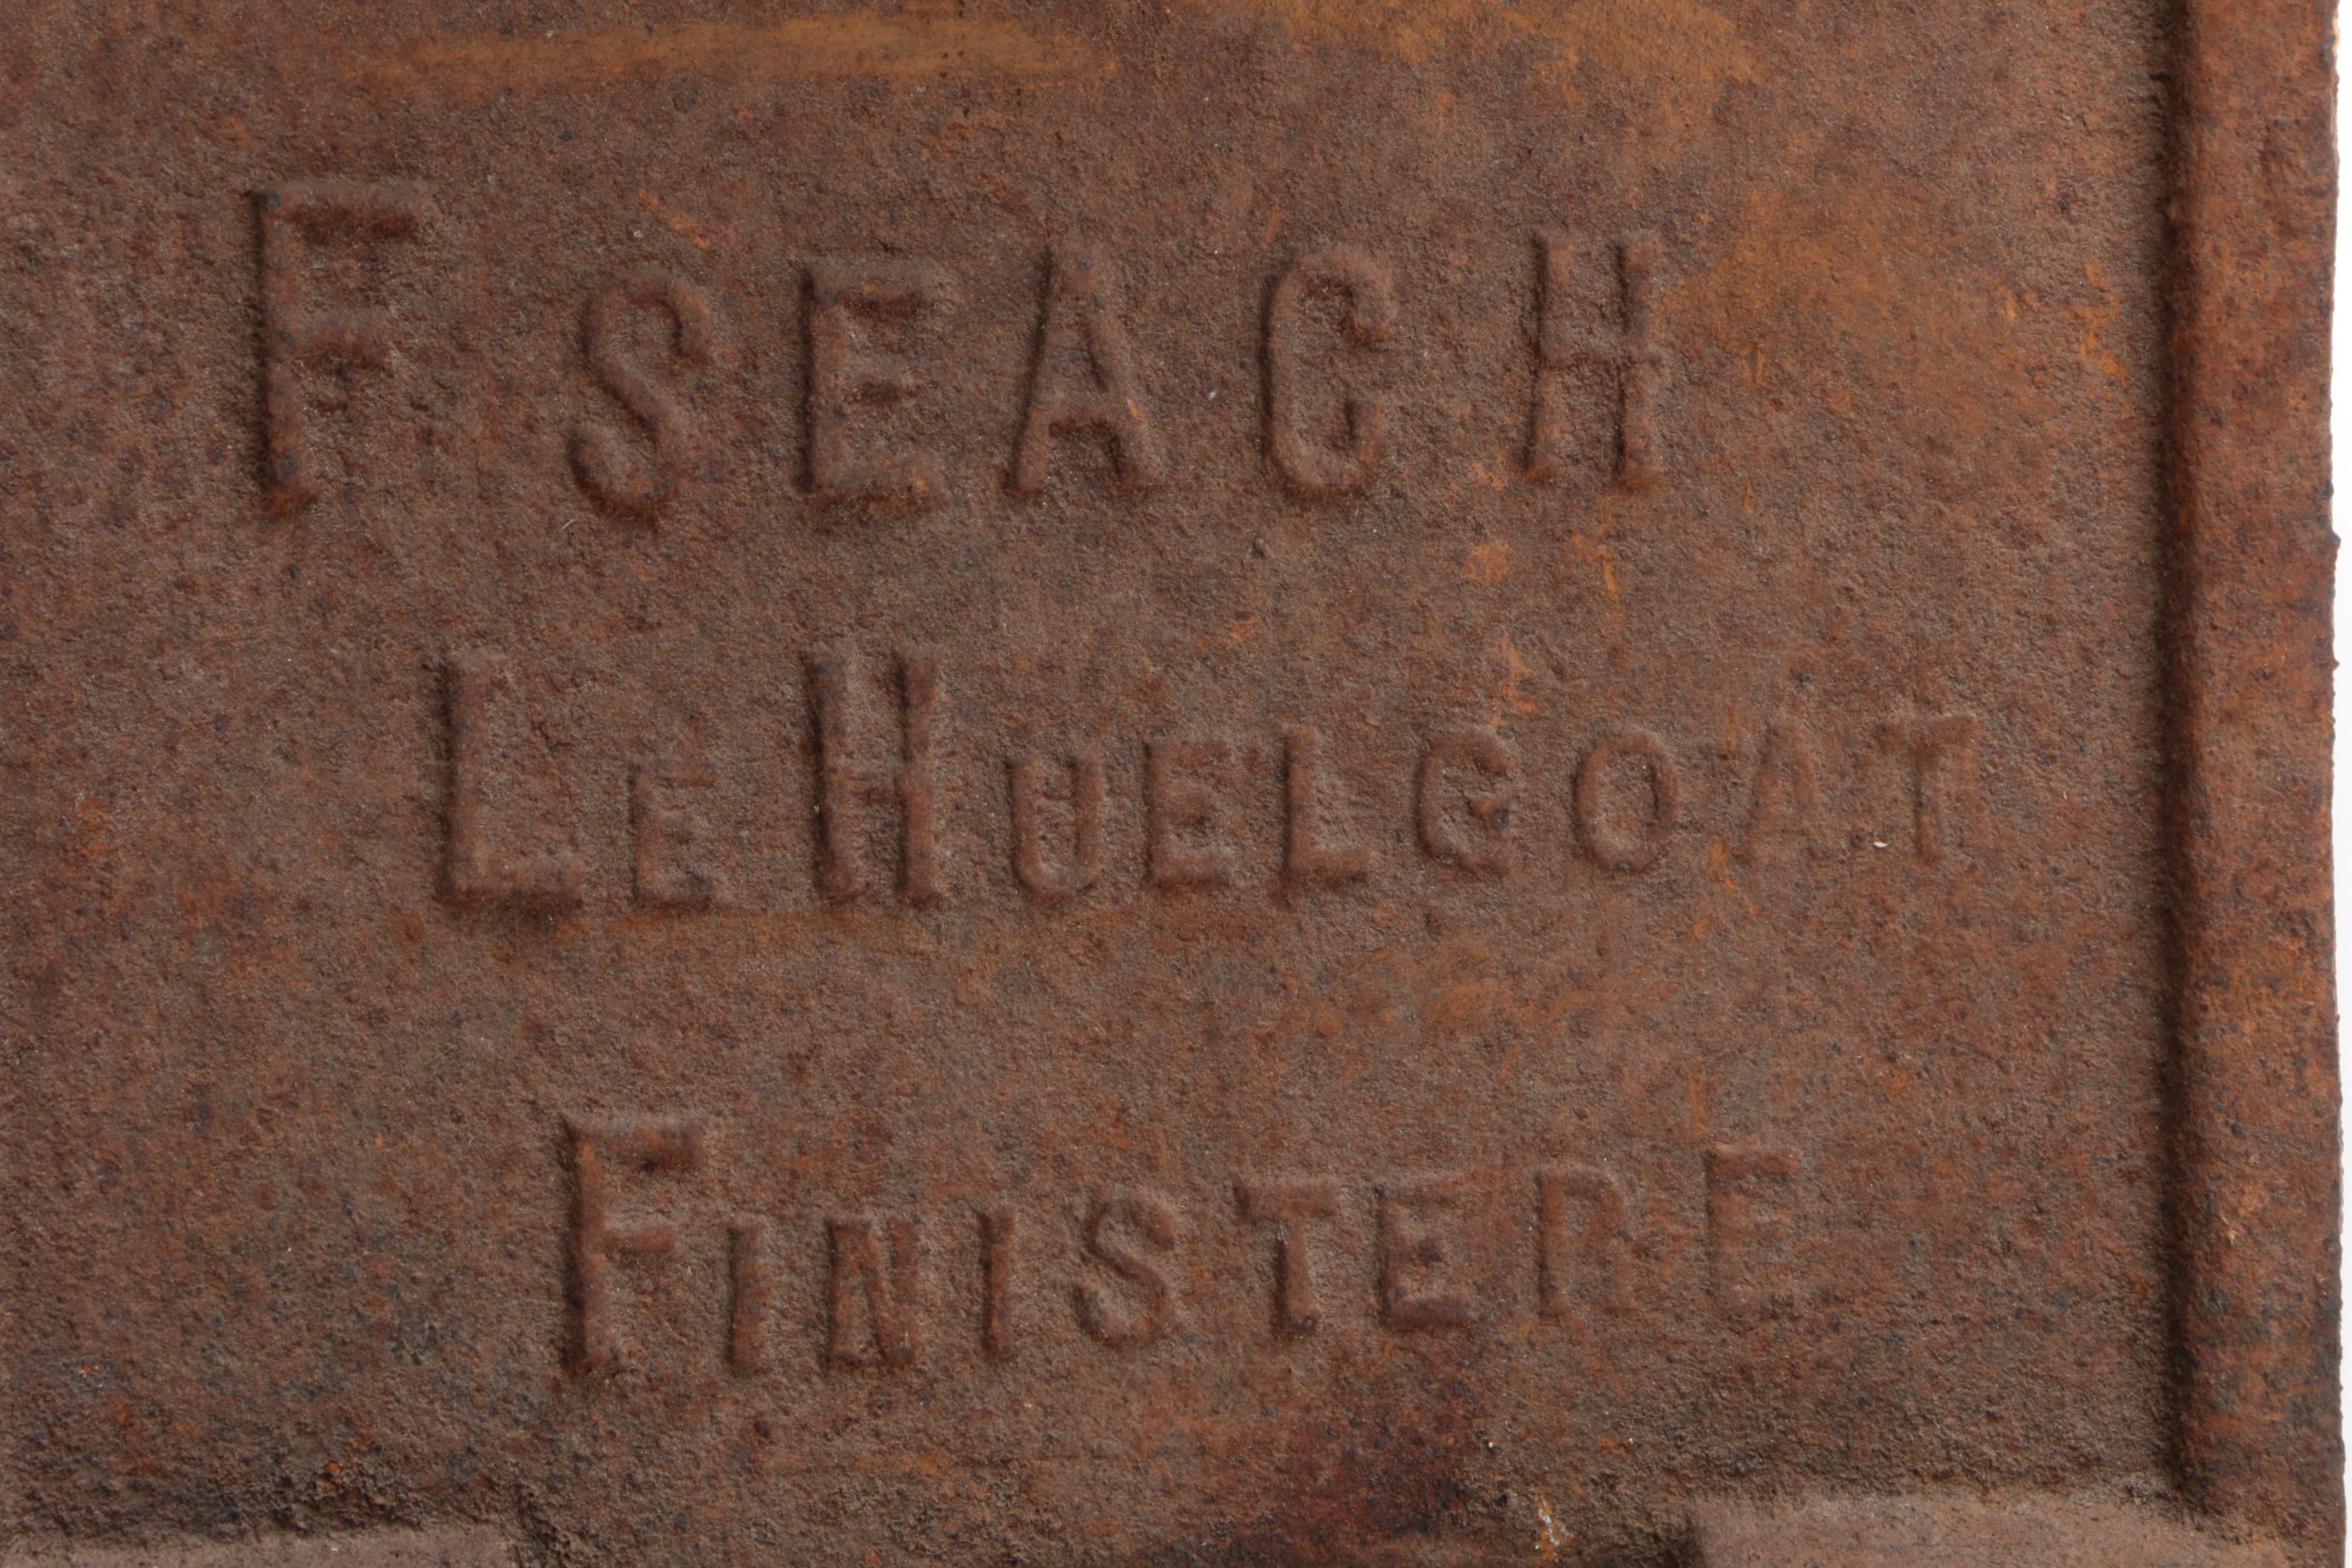 F SEACH
LE HUELGOAT
FINISTERE